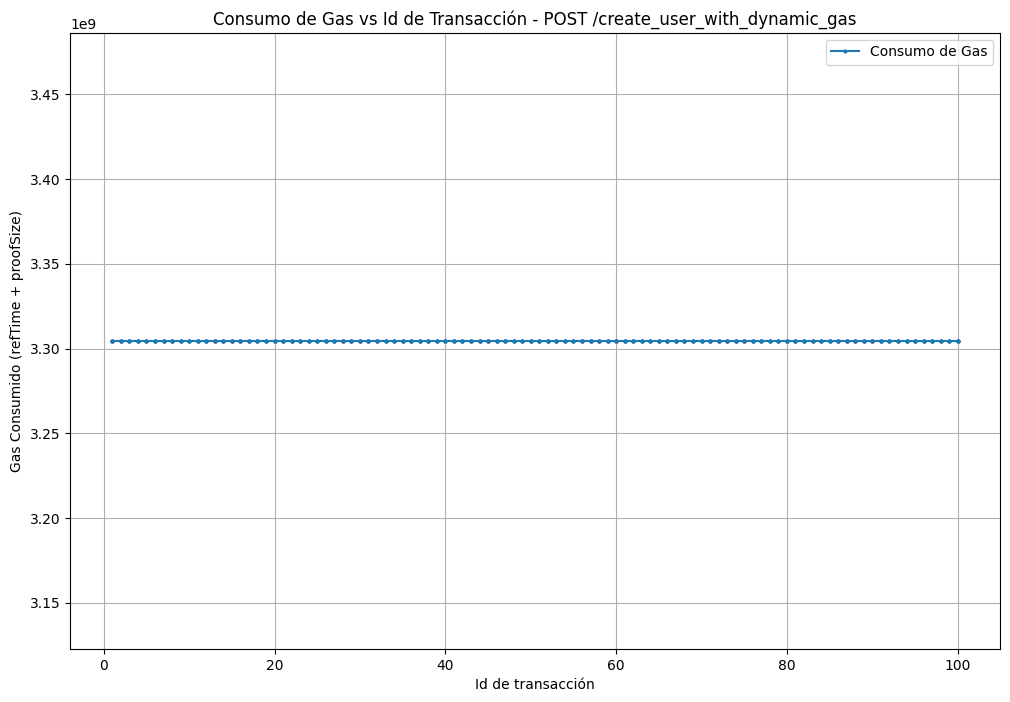 Consumo de Gas vs Id de Transacción - POST /create_user_with_dynamic_gas
1e9
Consumo de Gas
3.45
3.40
3.35
3.30
3.25
3.20
3.15
Gas Consumido (refTime + proofSize)
0 20 40 60 80 100
Id de transacción